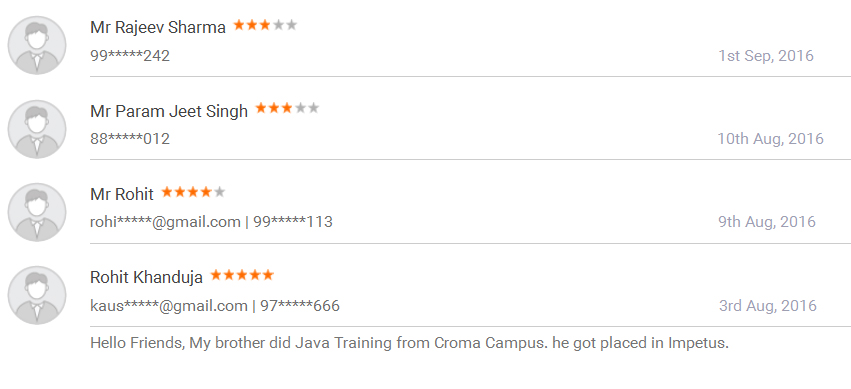 Mr Rajeev Sharma
99*****242 1st Sep, 2016
Mr Param Jeet Singh
88*****012 10th Aug, 2016
Mr Rohit
rohi*****@gmail.com | 99*****113 9th Aug, 2016
Rohit Khanduja
kaus*****@gmail.com | 97*****666 3rd Aug, 2016
Hello Friends, My brother did Java Training from Croma Campus. he got placed in Impetus.